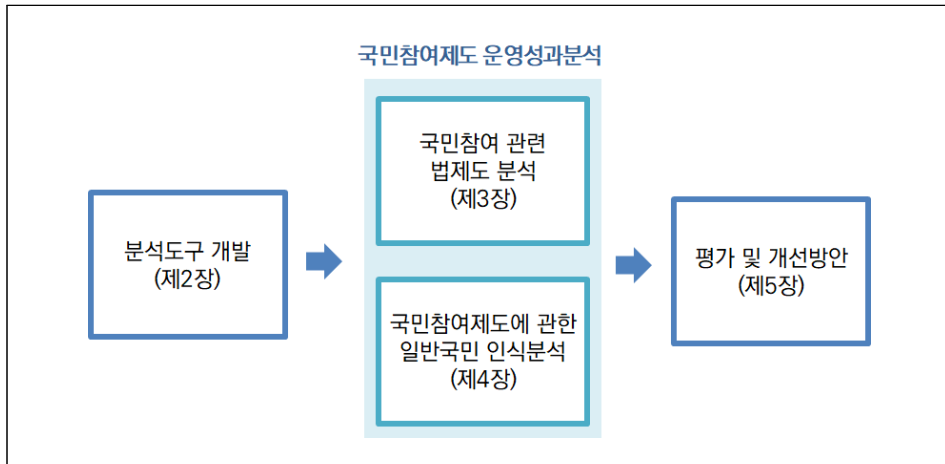 국민참여제도 운영성과분석
국민참여 관련
법제도 분석
(제3장)
분석도구 개발
(제2장)
평가 및 개선방안
(제5장)
국민참여제도에 관한
일반국민 인식분석
(제4장)